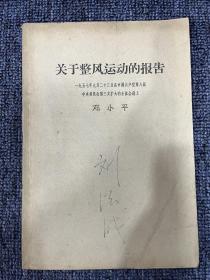 关于整风运动的报告
一九五七年九月二十三日在中国共产党第八届
中央委员会第三次扩大的全体会议上
邓小平
刘